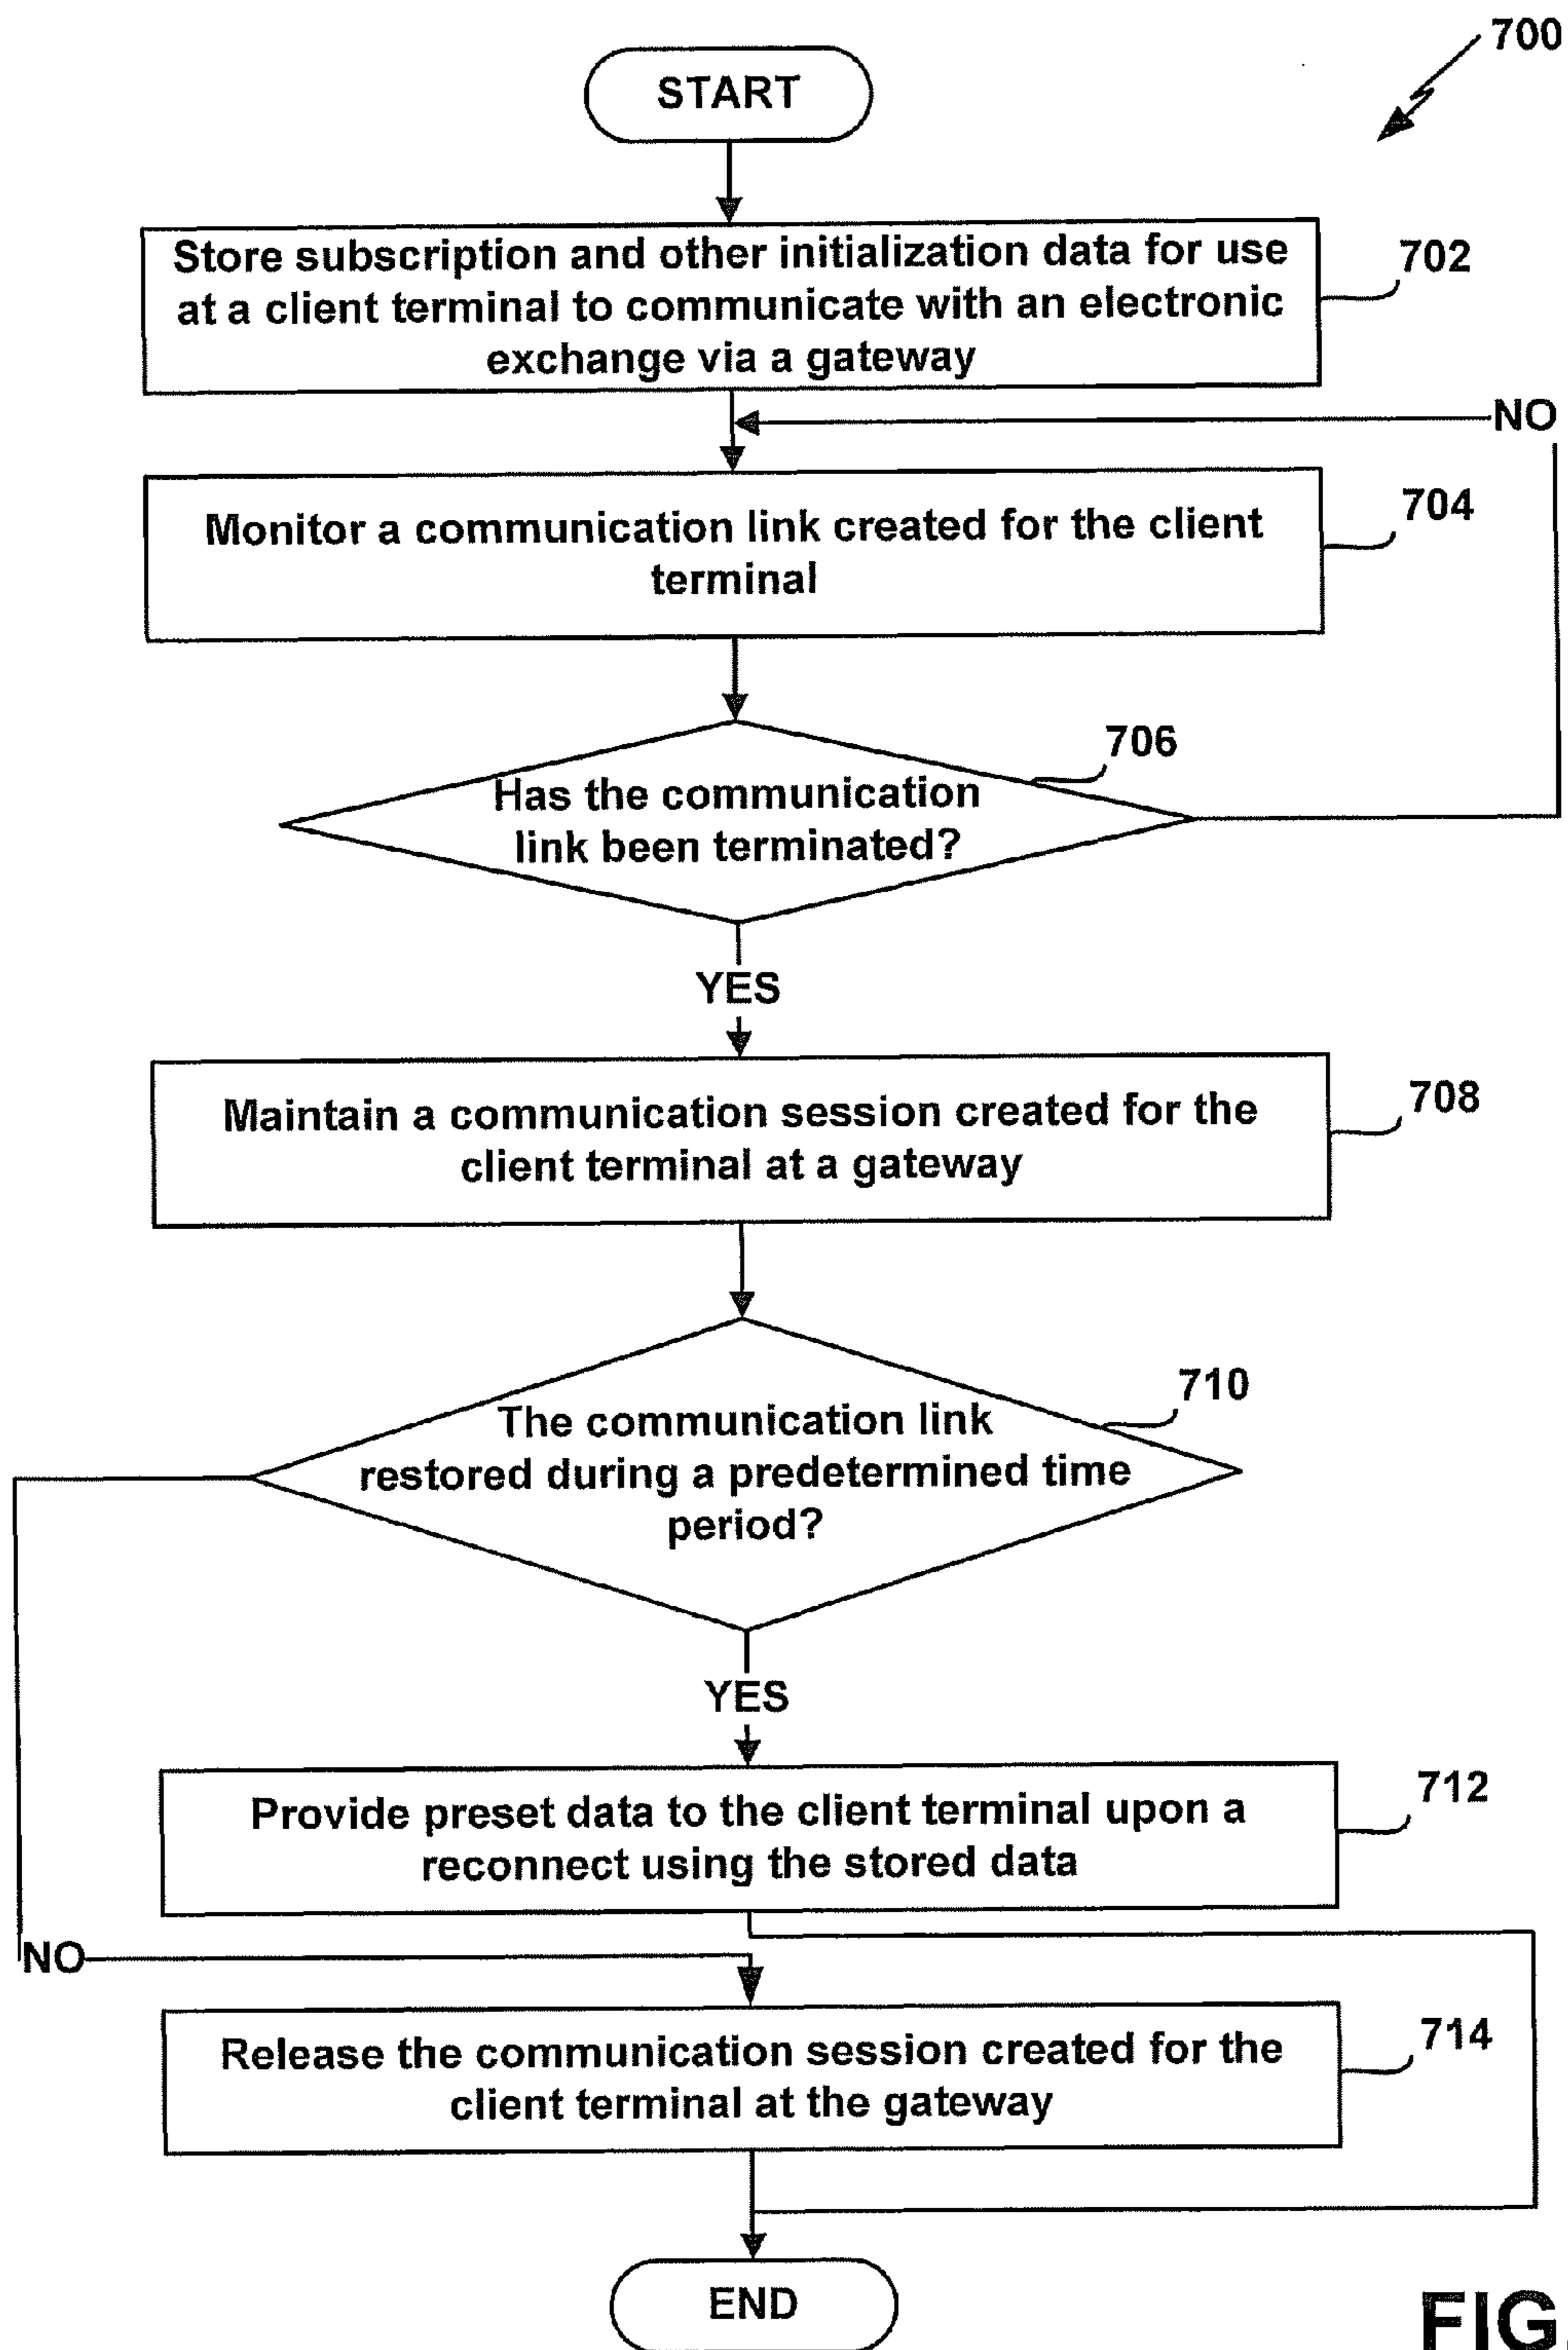 700
START
Store subscription and other initialization data for use
at a client terminal to communicate with an electronic
exchange via a gateway
702
NO
Monitor a communication link created for the client
terminal
704
706
Has the communication
link been terminated?
YES
Maintain a communication session created for the
client terminal at a gateway
708
710
The communication link
restored during a predetermined time
period?
YES
Provide preset data to the client terminal upon a
reconnect using the stored data
712
NO
Release the communication session created for the
client terminal at the gateway
714
END
FIG